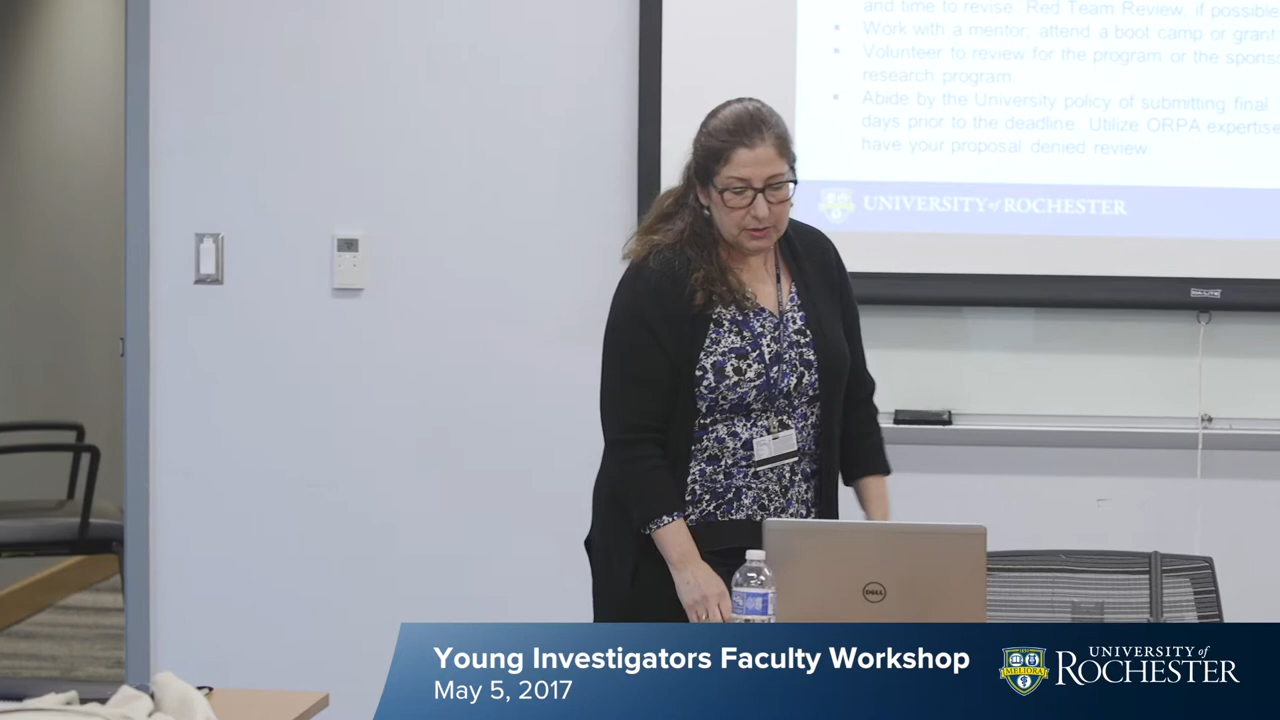 and time to revise. Red Team Review, if possible
Work with a mentor; attend a boot camp or grant
Volunteer to review for the program or the
research program
Abide by the University policy of submitting final
days prior to the deadline. Utilize ORPA expertise
have your proposal denied review.
UNIVERSITY of ROCHESTER
DA-LITE
DELL
Young Investigators Faculty Workshop
May 5, 2017
MELIORA
UNIVERSITY of
ROCHESTER